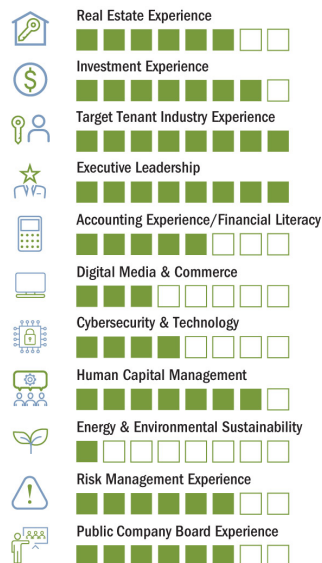 Real Estate Experience
Investment Experience
Target Tenant Industry Experience
Executive Leadership
Accounting Experience/Financial Literacy
Digital Media & Commerce
Cybersecurity & Technology
Human Capital Management
Energy & Environmental Sustainability
Risk Management Experience
Public Company Board Experience